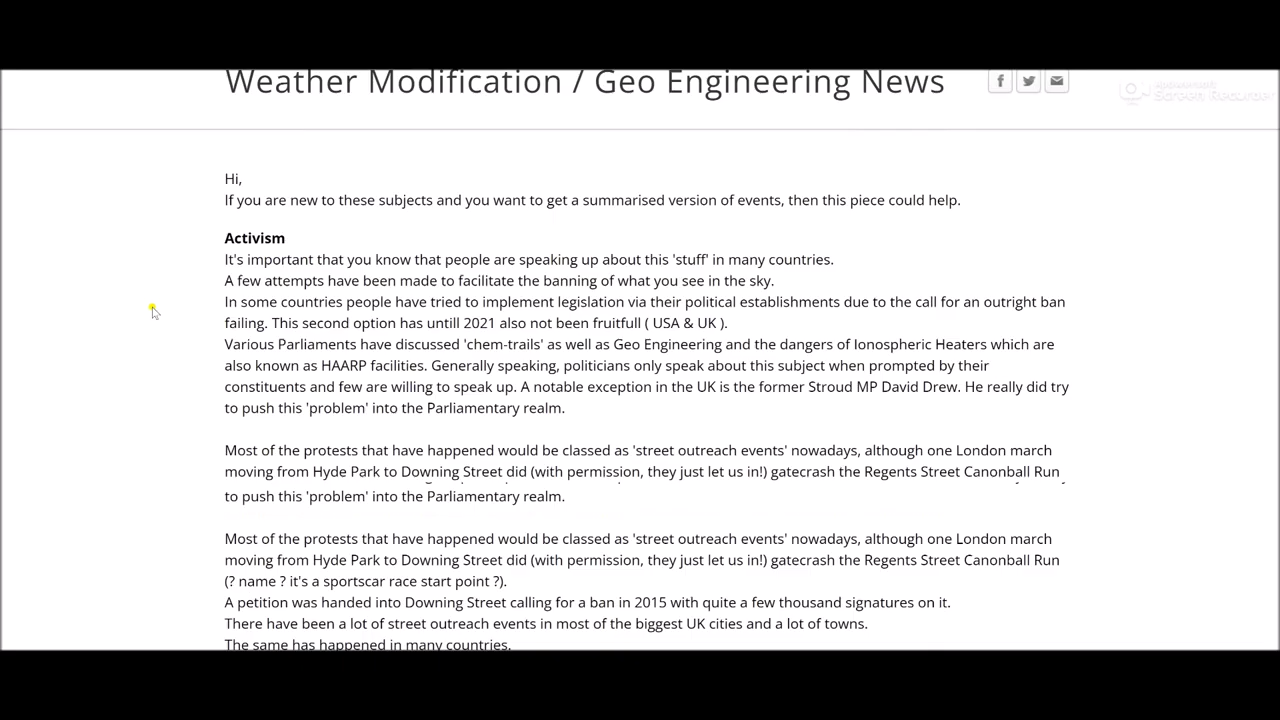 Weather Modification / Geo Engineering News
Screen Recorder
Hi,
If you are new to these subjects and you want to get a summarised version of events, then this piece could help.
Activism
It's important that you know that people are speaking up about this 'stuff' in many countries.
A few attempts have been made to facilitate the banning of what you see in the sky.
In some countries people have tried to implement legislation via their political establishments due to the call for an outright ban
failing. This second option has untill 2021 also not been fruitfull ( USA & UK ).
Various Parliaments have discussed 'chem-trails' as well as Geo Engineering and the dangers of Ionospheric Heaters which are
also known as HAARP facilities. Generally speaking, politicians only speak about this subject when prompted by their
constituents and few are willing to speak up. A notable exception in the UK is the former Stroud MP David Drew. He really did try
to push this 'problem' into the Parliamentary realm.
Most of the protests that have happened would be classed as 'street outreach events' nowadays, although one London march
moving from Hyde Park to Downing Street did (with permission, they just let us in!) gatecrash the Regents Street Canonball Run
to push this 'problem' into the Parliamentary realm.
Most of the protests that have happened would be classed as 'street outreach events' nowadays, although one London march
moving from Hyde Park to Downing Street did (with permission, they just let us in!) gatecrash the Regents Street Canonball Run
(? name ? it's a sportscar race start point ?).
A petition was handed into Downing Street calling for a ban in 2015 with quite a few thousand signatures on it.
There have been a lot of street outreach events in most of the biggest UK cities and a lot of towns.
The same has happened in many countries.